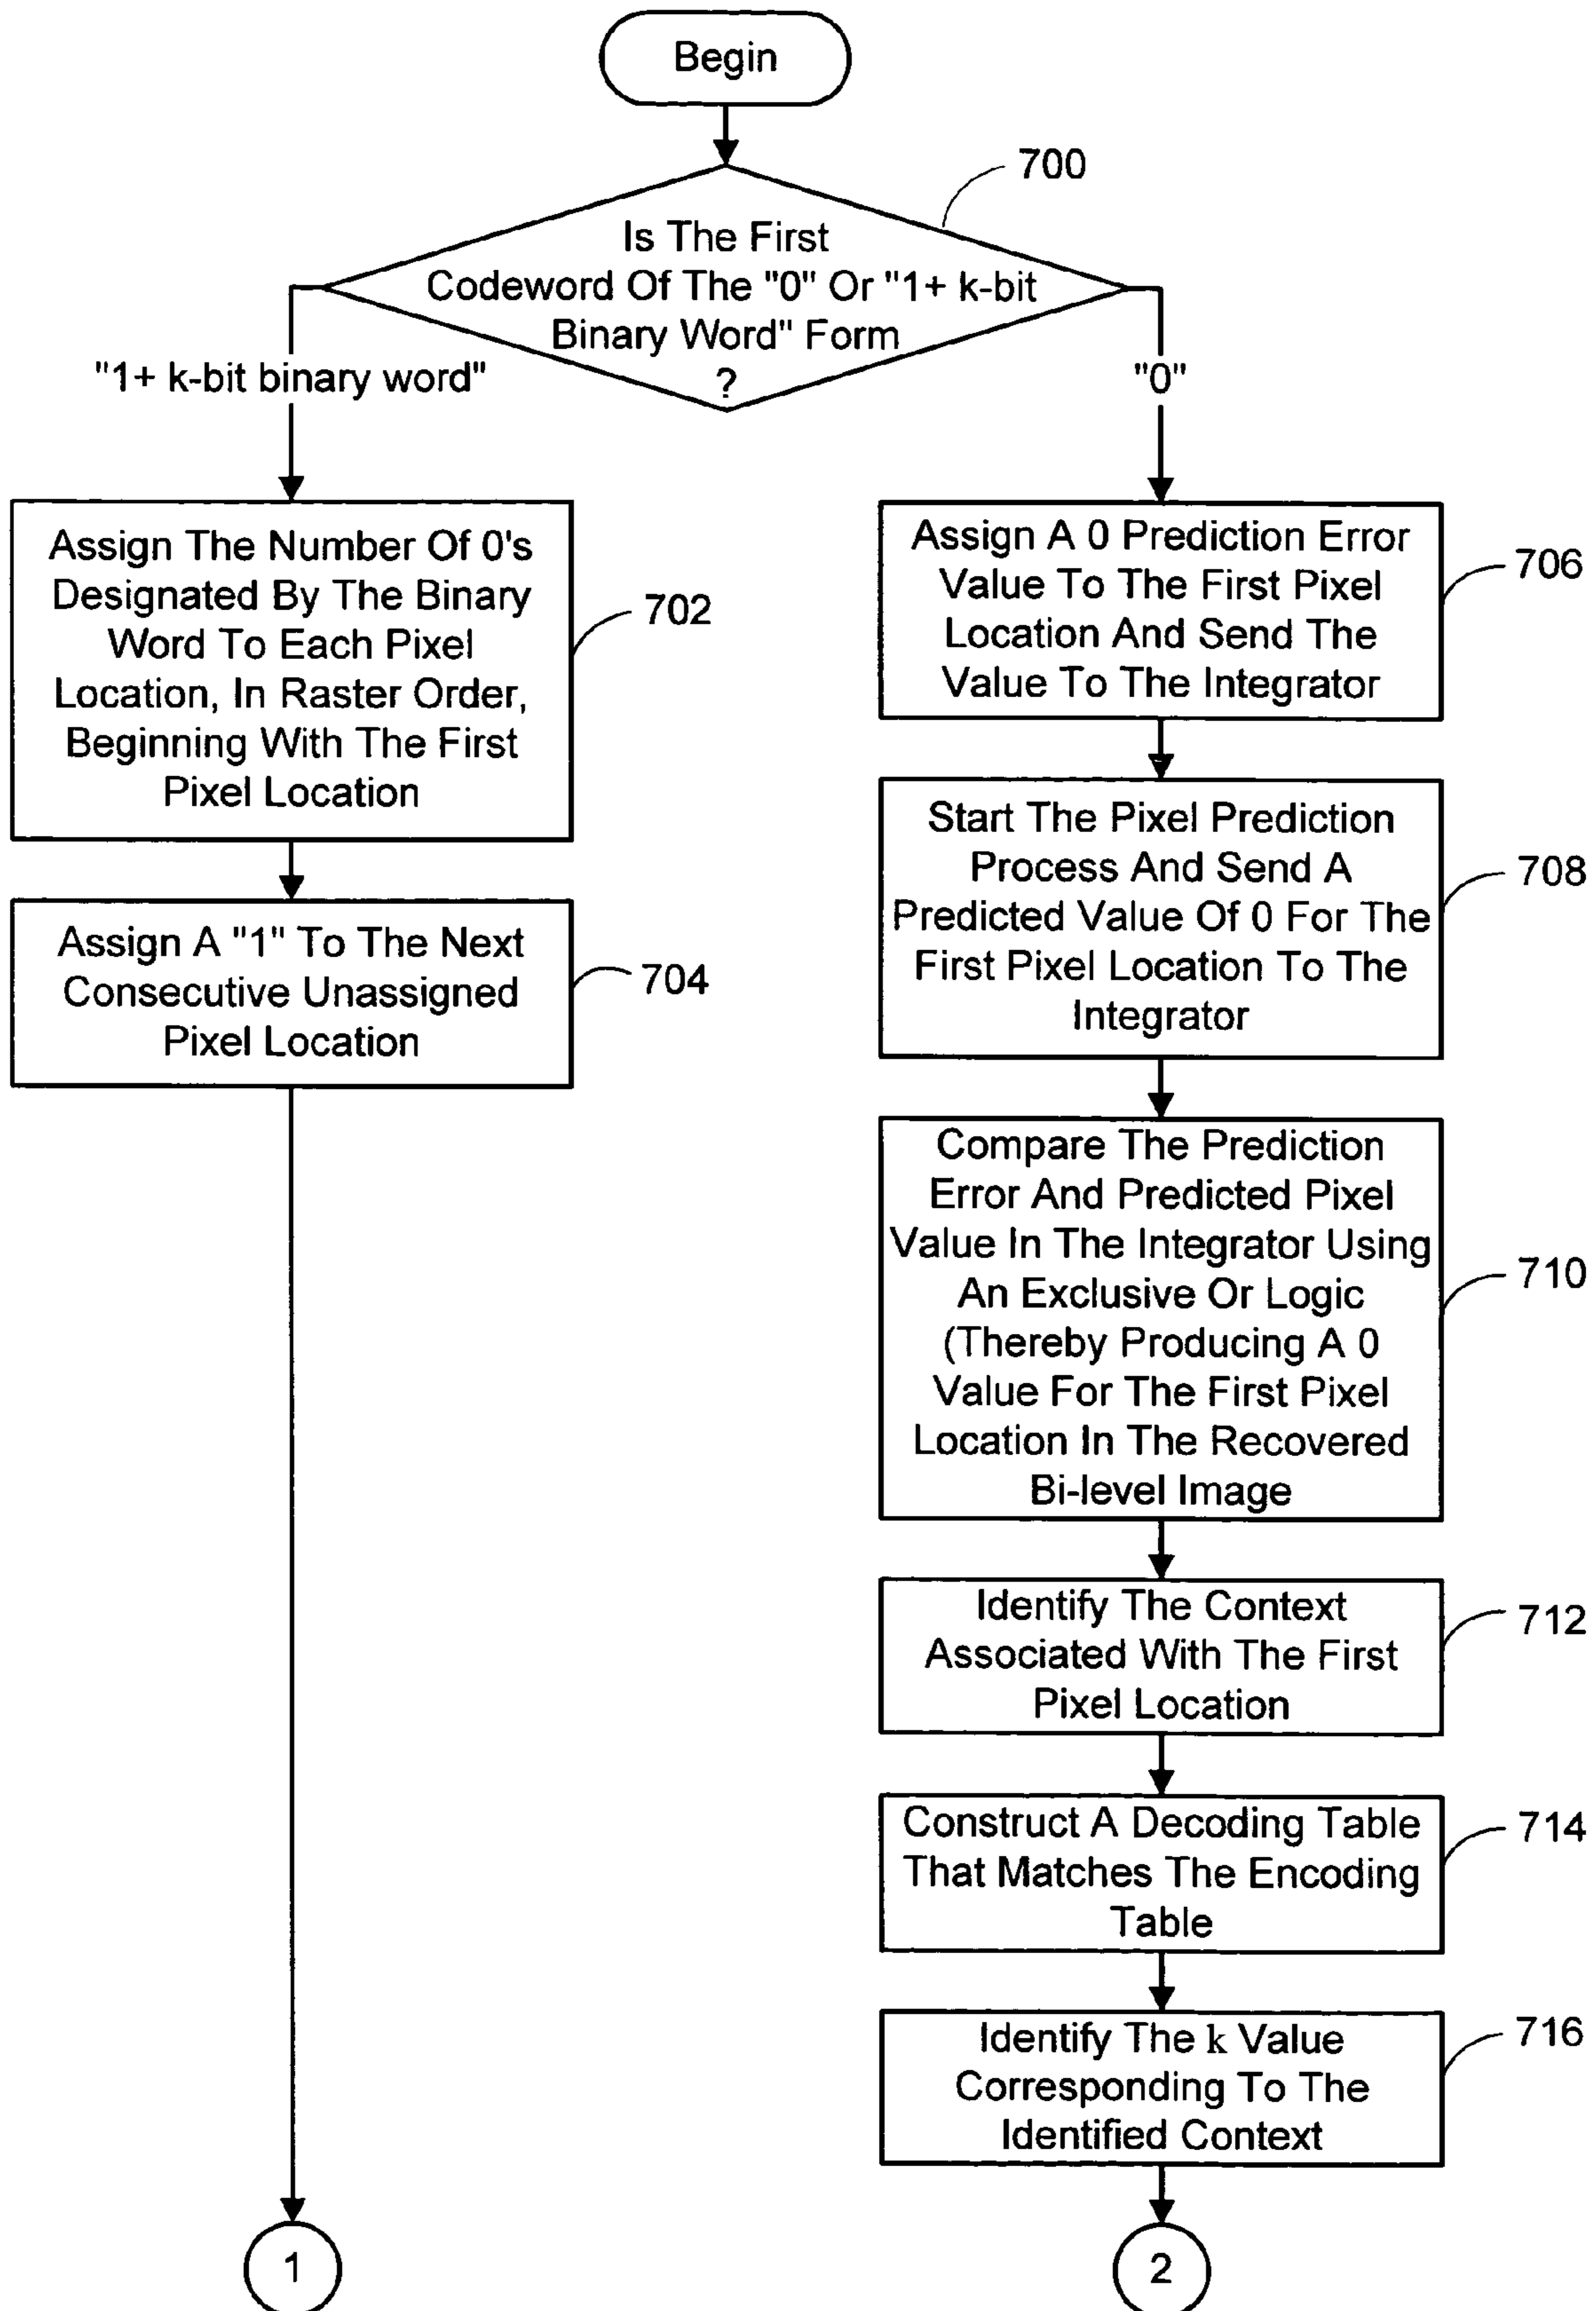 Begin
700
Is The First
Codeword Of The "0" Or "1+ k-bit
Binary Word" Form
?
"1+ k-bit binary word"
"0"
Assign The Number Of 0's
Designated By The Binary
Word To Each Pixel
Location, In Raster Order,
Beginning With The First
Pixel Location
702
Assign A "1" To The Next
Consecutive Unassigned
Pixel Location
704
Assign A 0 Prediction Error
Value To The First Pixel
Location And Send The
Value To The Integrator
706
Start The Pixel Prediction
Process And Send A
Predicted Value Of 0 For The
First Pixel Location To The
Integrator
708
Compare The Prediction
Error And Predicted Pixel
Value In The Integrator Using
An Exclusive Or Logic
(Thereby Producing A 0
Value For The First Pixel
Location In The Recovered
Bi-level Image
710
Identify The Context
Associated With The First
Pixel Location
712
Construct A Decoding Table
That Matches The Encoding
Table
714
Identify The k Value
Corresponding To The
Identified Context
716
1
2